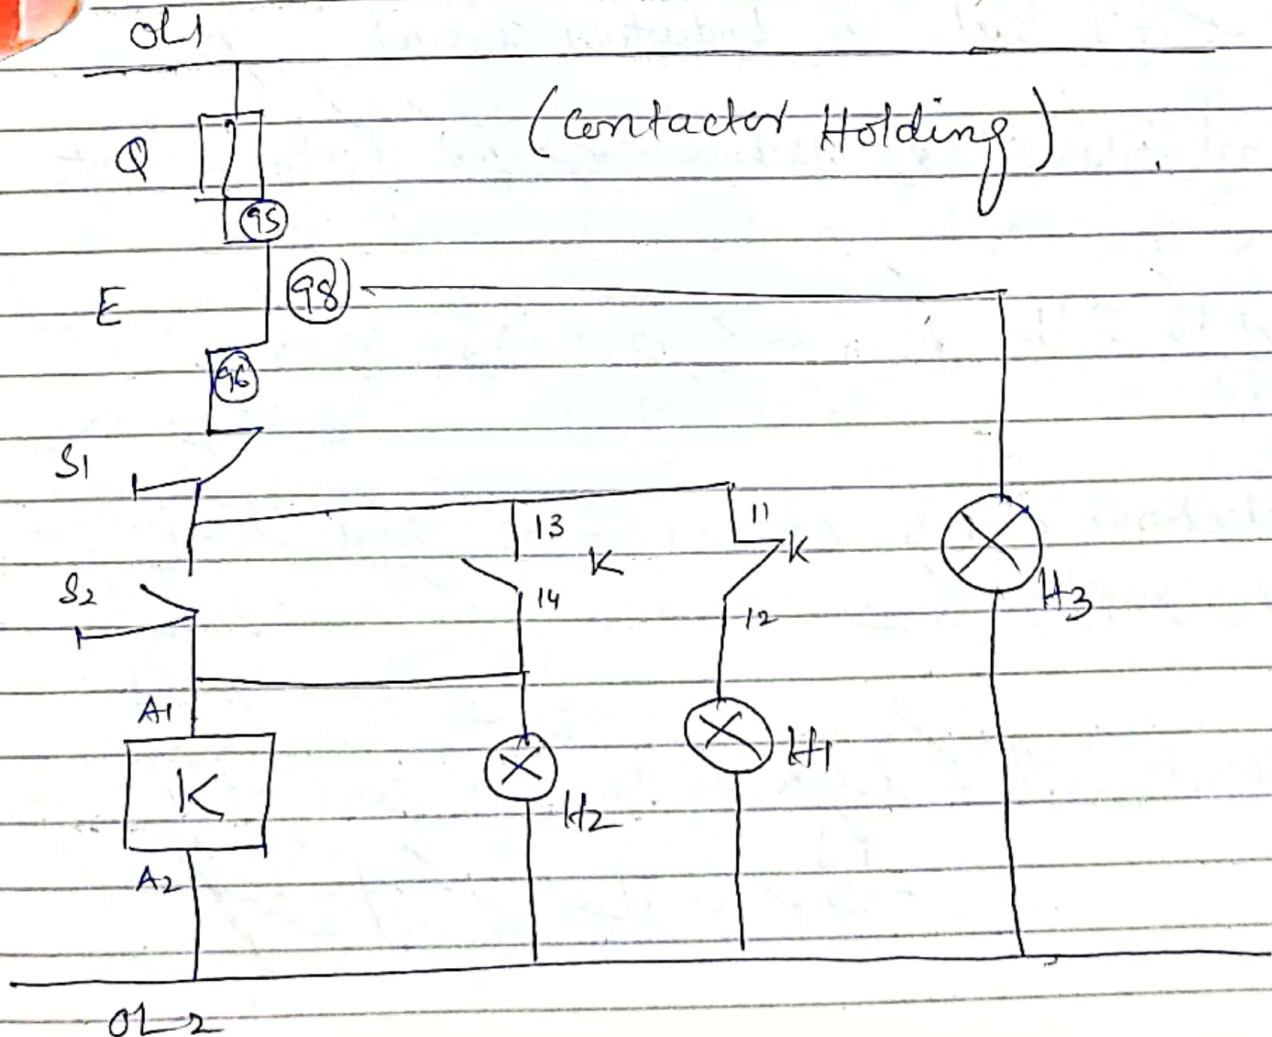 OL1
(Contactor Holding)
Q
95
E
98
96
S1
13
K
11
K
S2
14
12
H3
A1
H1
K
H2
A2
OL2